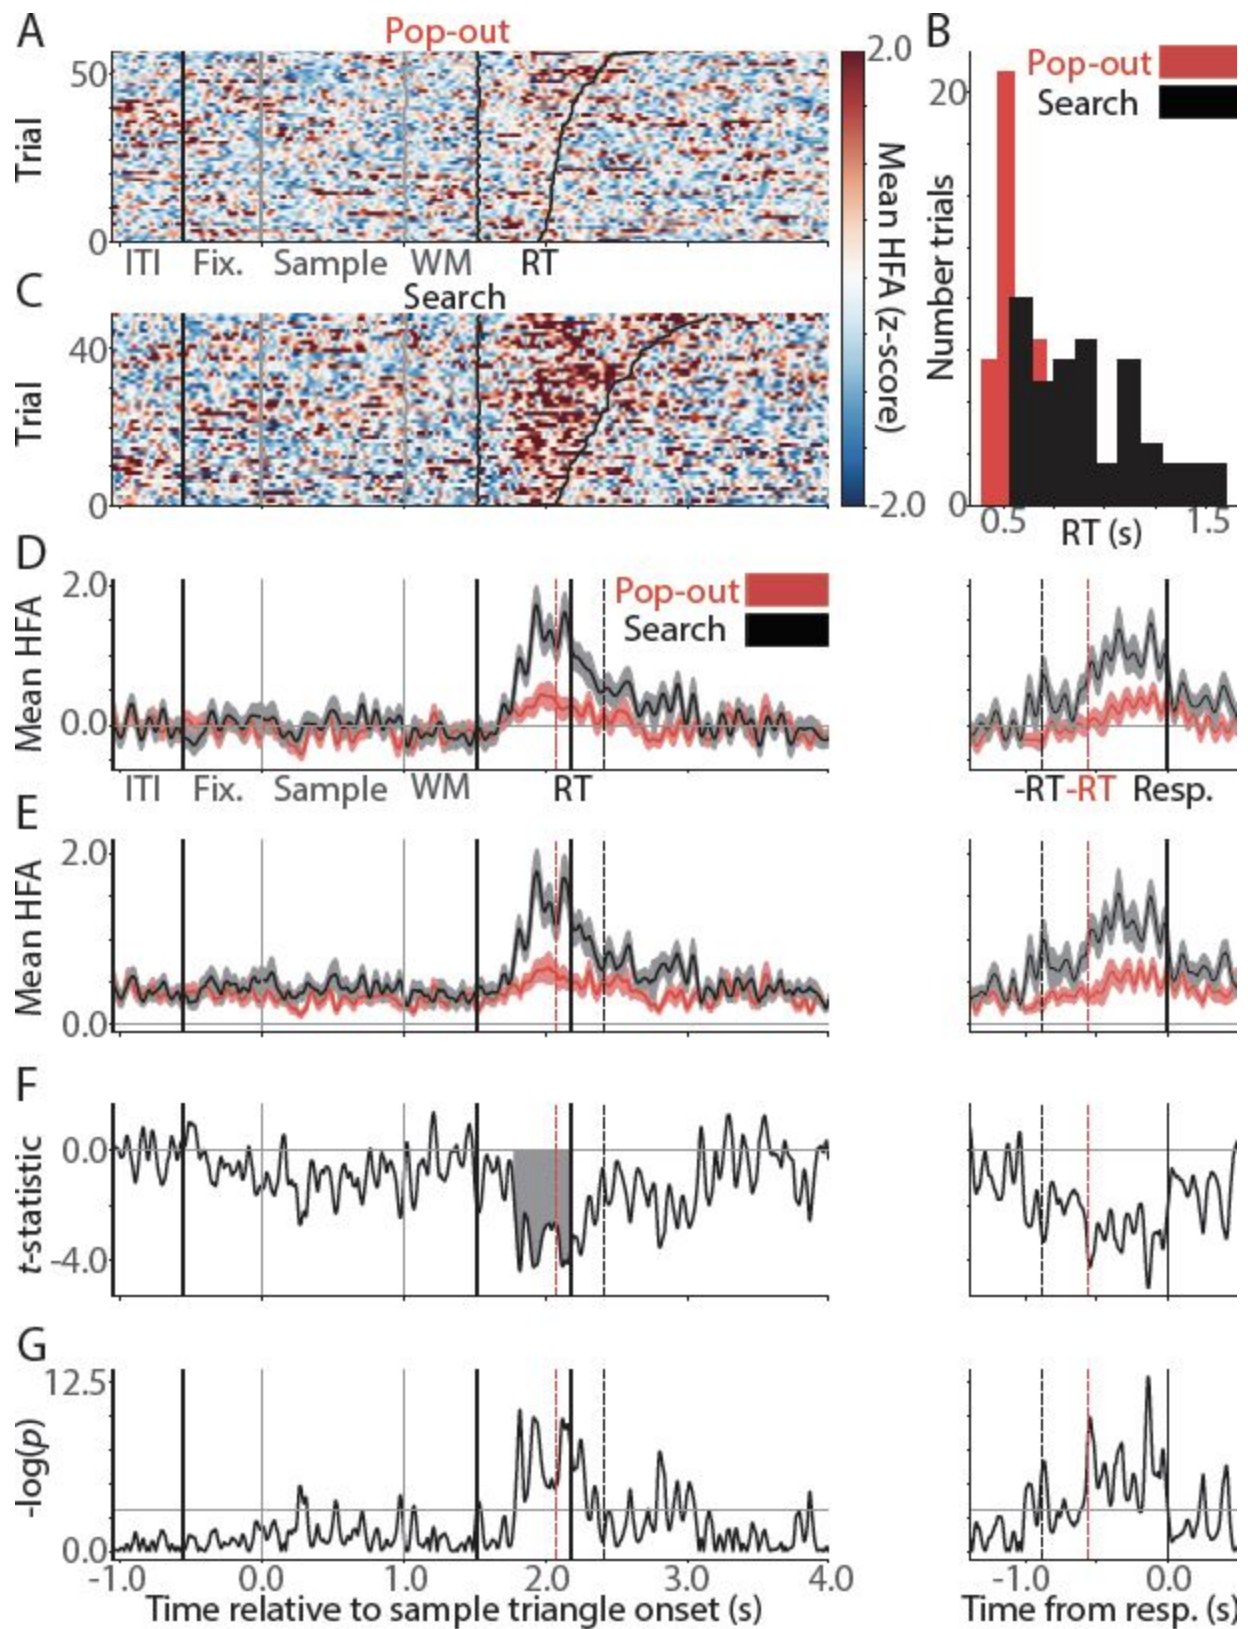 A
Pop-out
50
Trial
0
ITI Fix. Sample WM RT
2.0
Mean HFA (z-score)
-2.0
B
Pop-out
Search
20
Number trials
0
0.5 1.5
RT (s)
C
Search
40
Trial
0
D
Pop-out
Search
2.0
Mean HFA
0.0
ITI Fix. Sample WM RT
-RT -RT Resp.
E
2.0
Mean HFA
0.0
F
0.0
t-statistic
-4.0
G
12.5
-log(p)
0.0
-1.0 0.0 1.0 2.0 3.0 4.0
Time relative to sample triangle onset (s)
-1.0 0.0
Time from resp. (s)